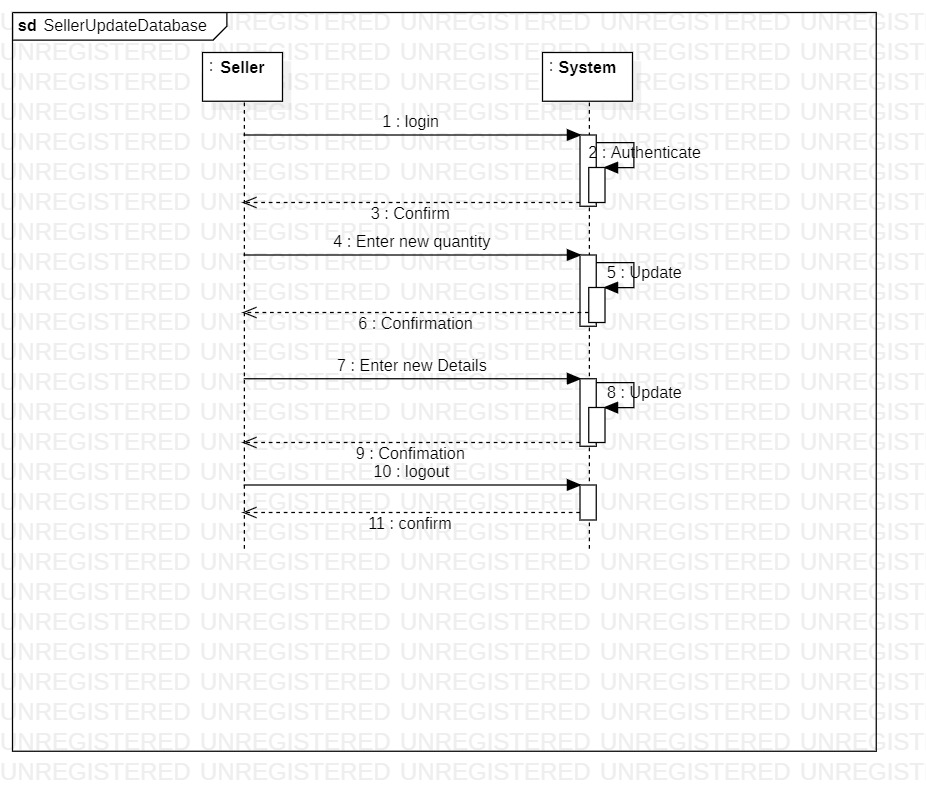 sd SellerUpdateDatabase
: Seller
: System
1 : login
2 : Authenticate
3 : Confirm
4 : Enter new quantity
5 : Update
6 : Confirmation
7 : Enter new Details
8 : Update
9 : Confimation
10 : logout
11 : confirm
UNREGISTERED UNREGISTERED UNREGISTERED UNREGISTERED UNREGIST